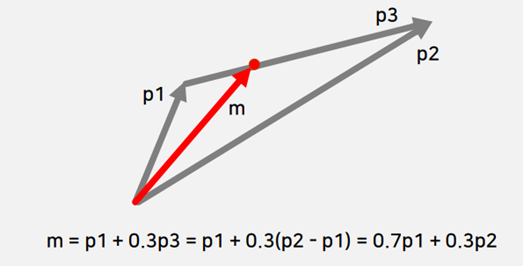 p3
p2
p1
m
m = p1 + 0.3p3 = p1 + 0.3(p2 - p1) = 0.7p1 + 0.3p2